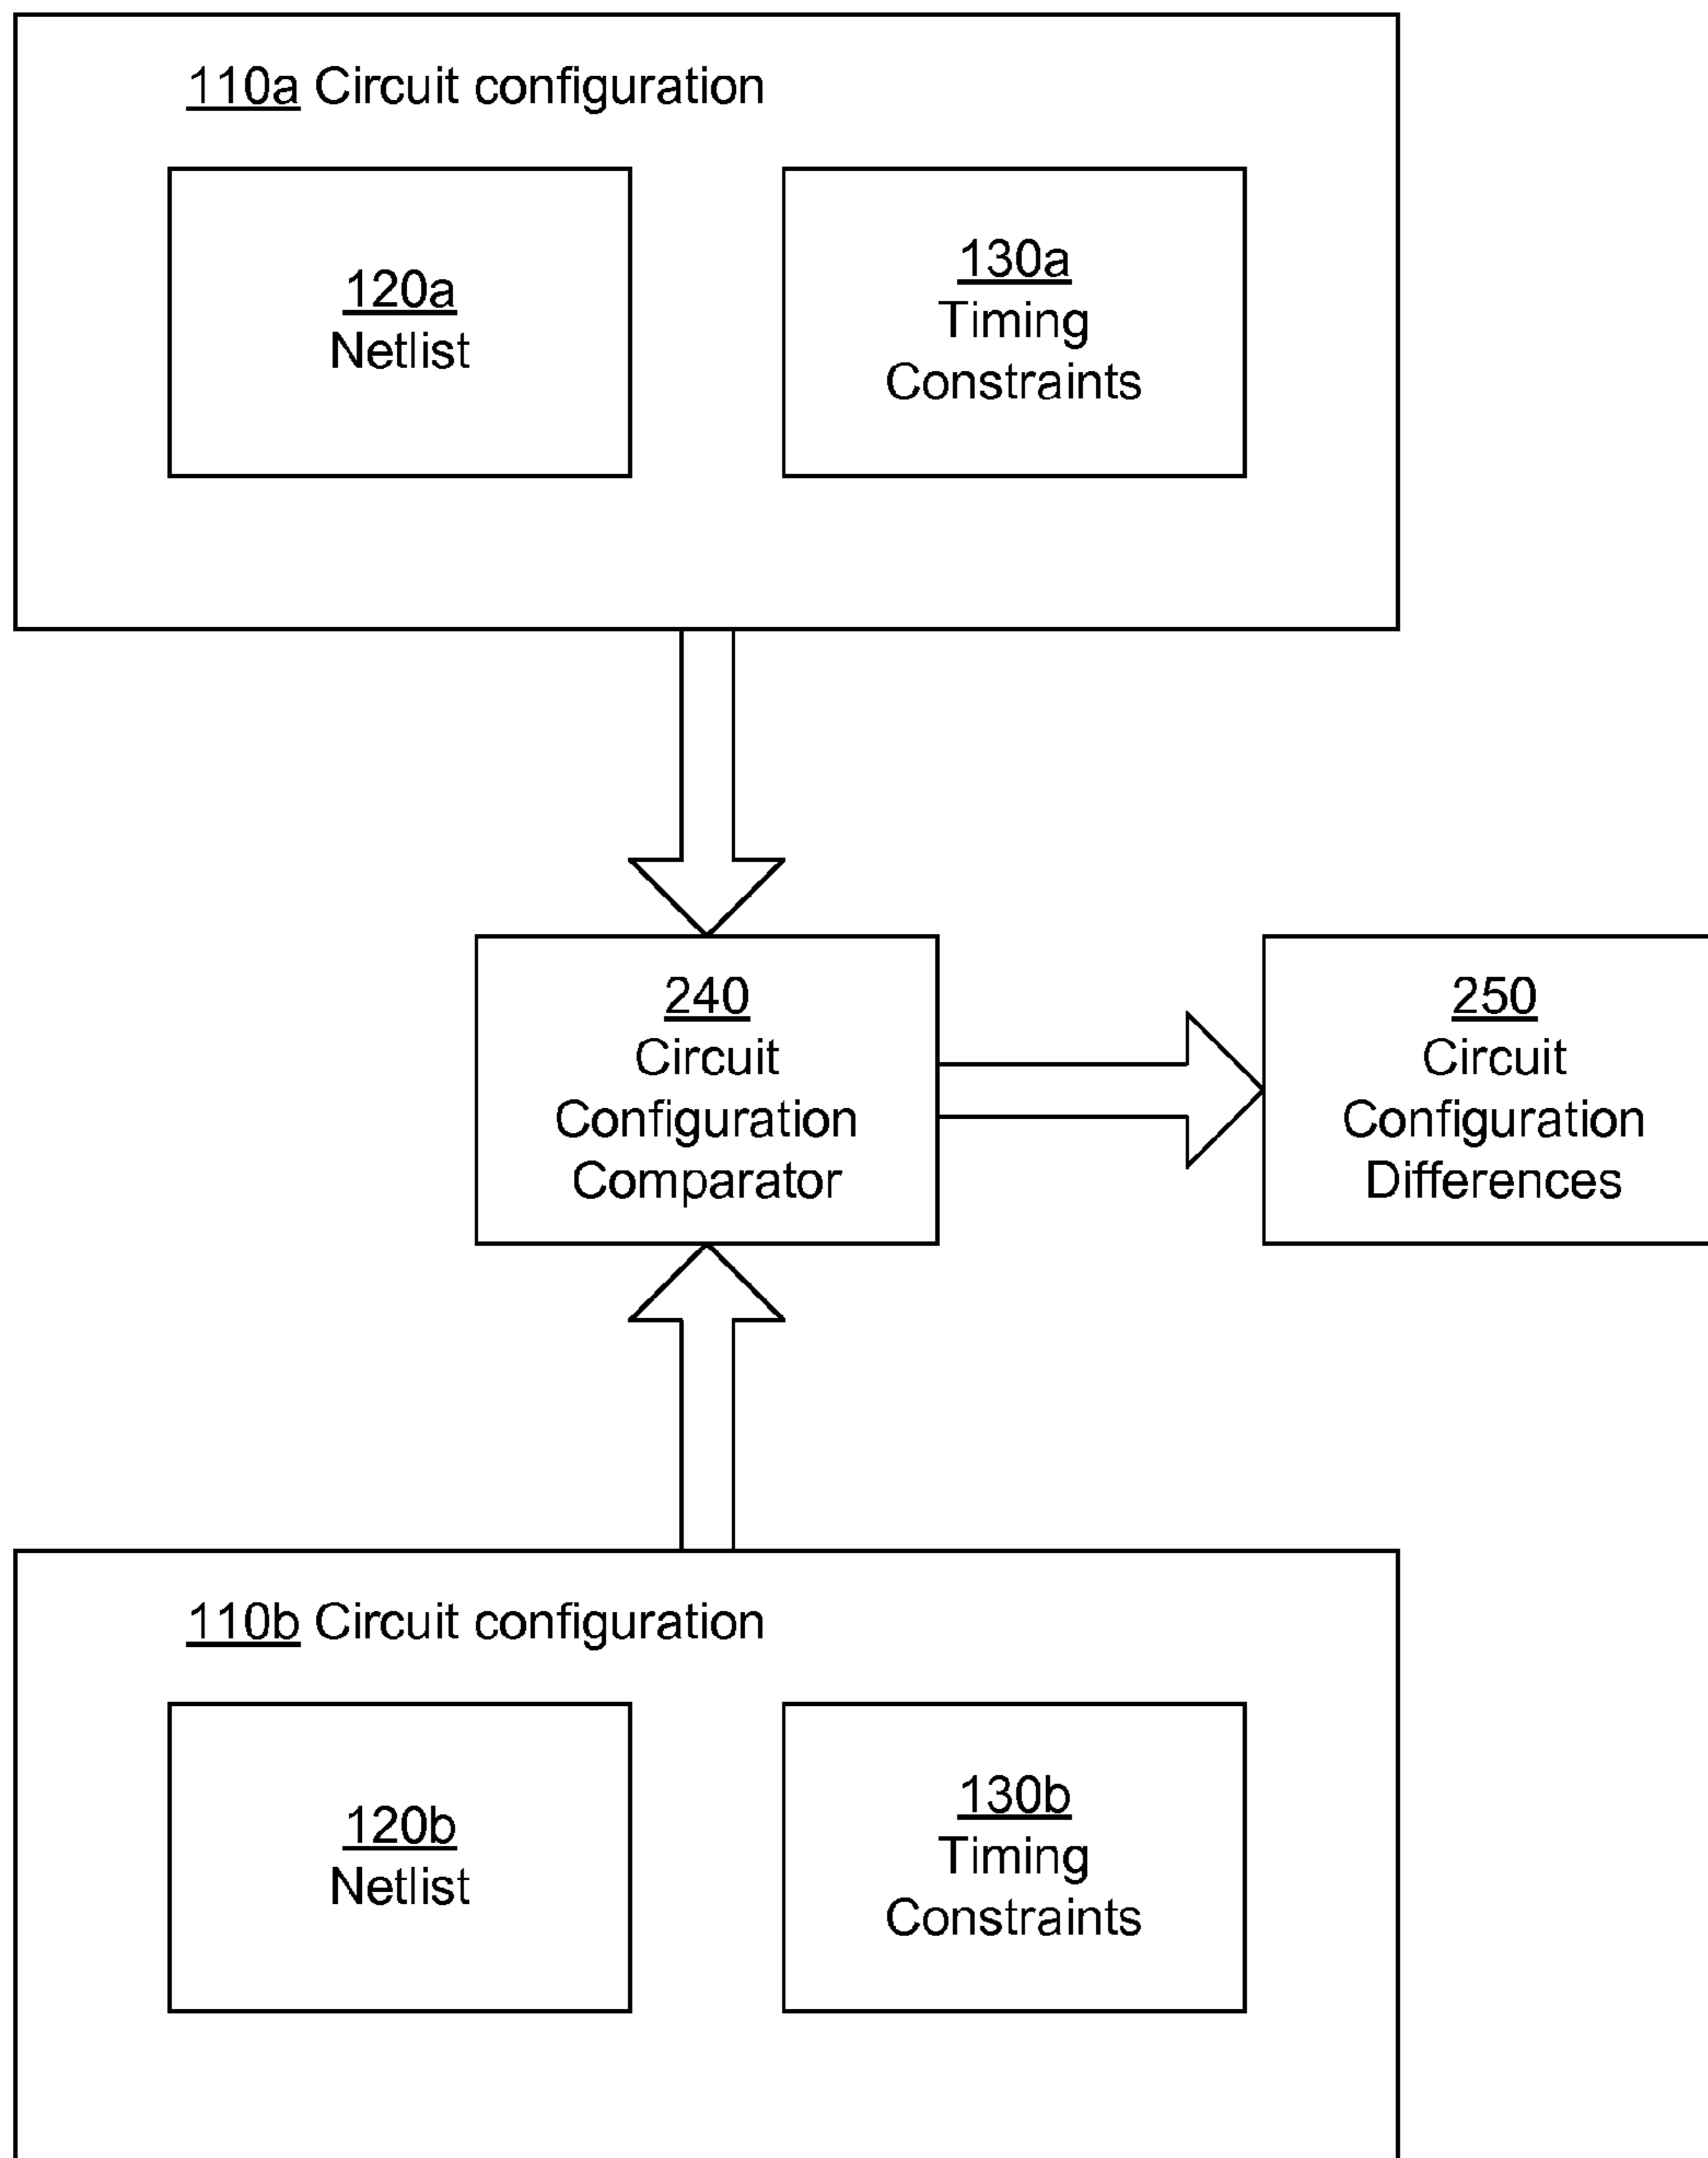 110a Circuit configuration
120a
Netlist
130a
Timing
Constraints
240
Circuit
Configuration
Comparator
250
Circuit
Configuration
Differences
110b Circuit configuration
120b
Netlist
130b
Timing
Constraints